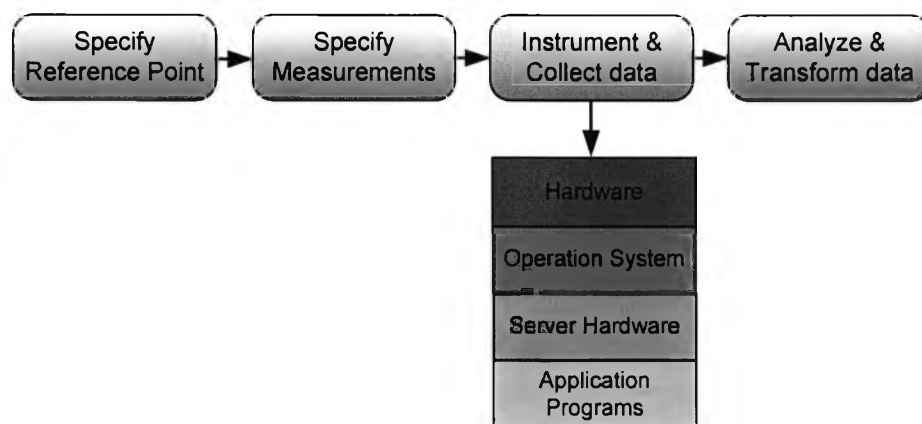 Specify
Reference Point
Specify
Measurements
Instrument &
Collect data
Analyze &
Transform data
Hardware
Operation System
Server Hardware
Application
Programs